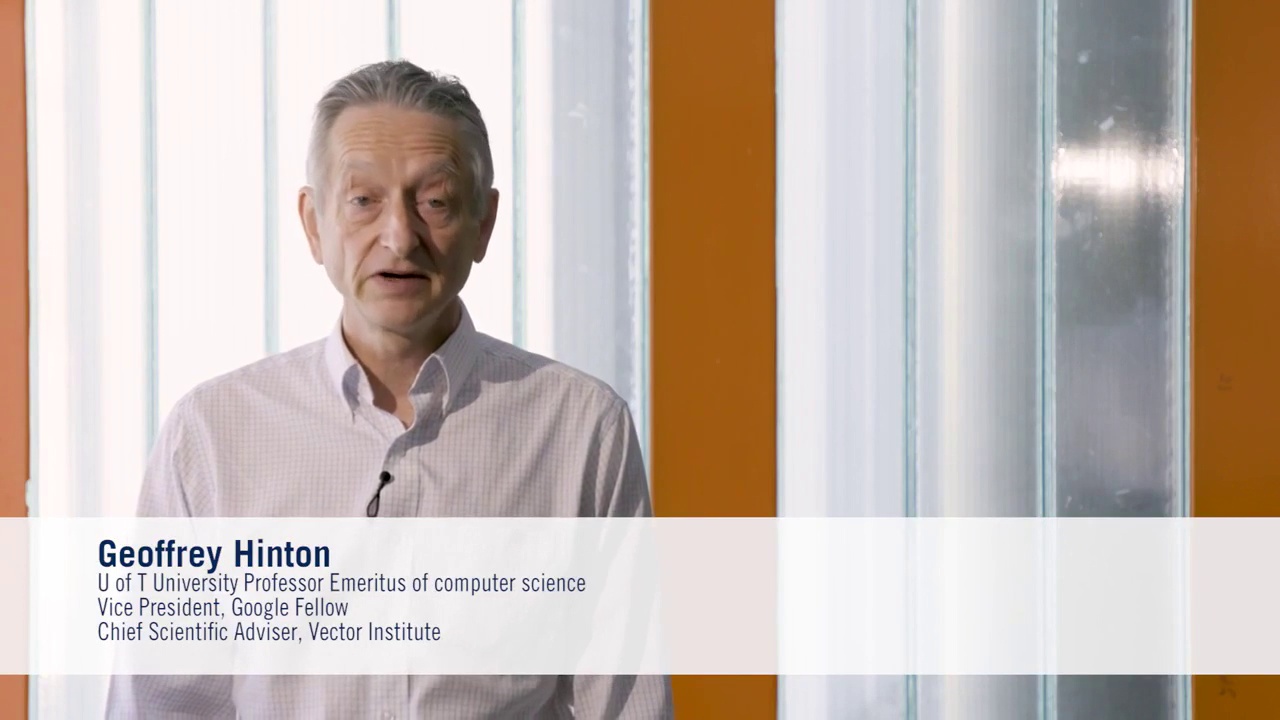 Geoffrey Hinton
U of T University Professor Emeritus of computer science
Vice President, Google Fellow
Chief Scientific Adviser, Vector Institute